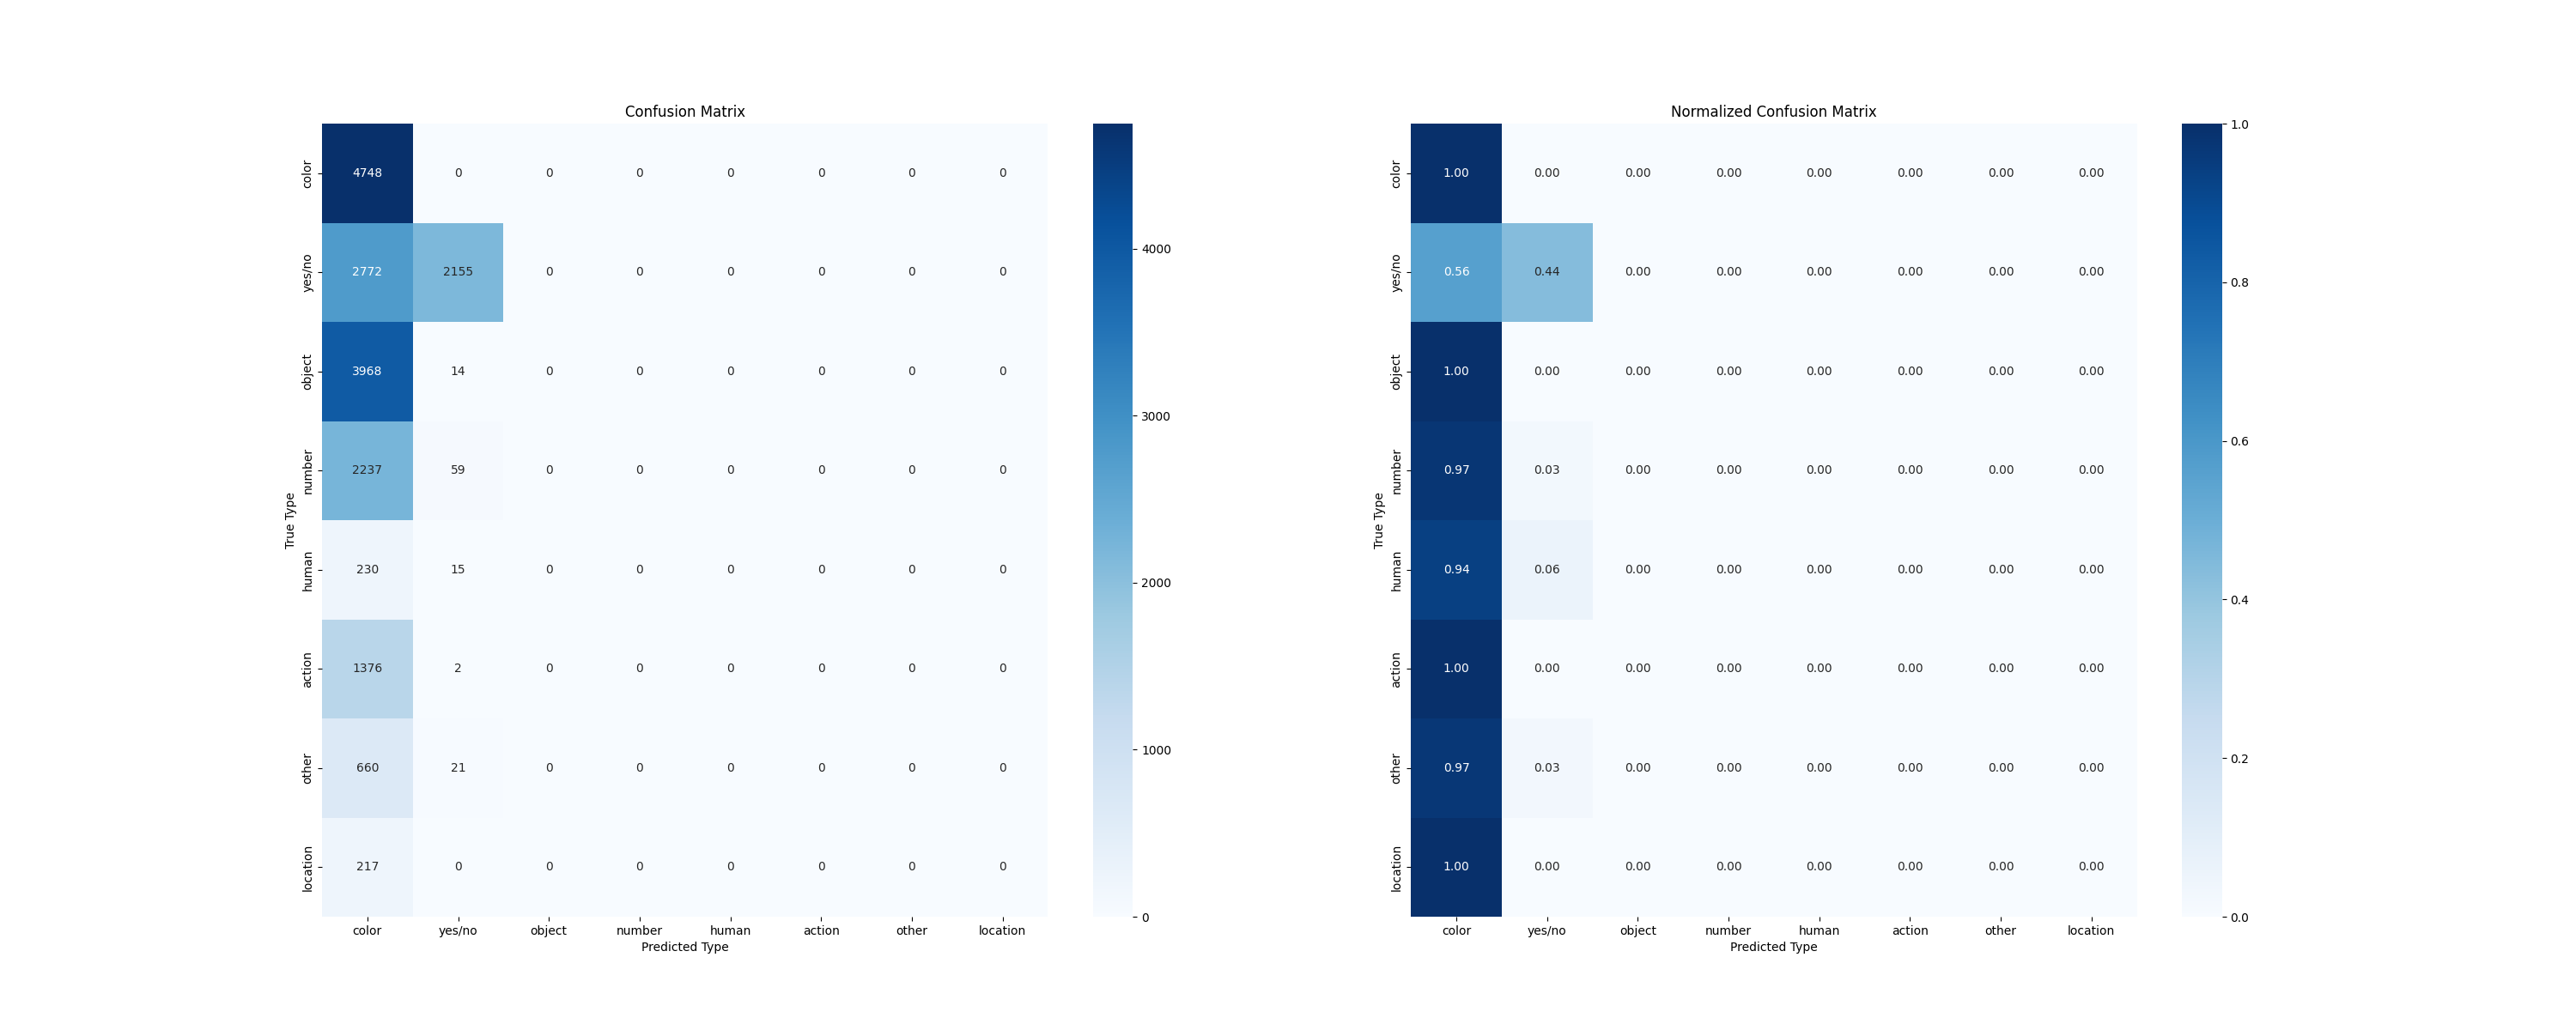 Confusion Matrix
color 4748 0 0 0 0 0 0 0
yes/no 2772 2155 0 0 0 0 0 0
object 3968 14 0 0 0 0 0 0
number 2237 59 0 0 0 0 0 0
human 230 15 0 0 0 0 0 0
action 1376 2 0 0 0 0 0 0
other 660 21 0 0 0 0 0 0
location 217 0 0 0 0 0 0 0
True Type
color yes/no object number human action other location
Predicted Type
4000
3000
2000
1000
0
Normalized Confusion Matrix
color 1.00 0.00 0.00 0.00 0.00 0.00 0.00 0.00
yes/no 0.56 0.44 0.00 0.00 0.00 0.00 0.00 0.00
object 1.00 0.00 0.00 0.00 0.00 0.00 0.00 0.00
number 0.97 0.03 0.00 0.00 0.00 0.00 0.00 0.00
human 0.94 0.06 0.00 0.00 0.00 0.00 0.00 0.00
action 1.00 0.00 0.00 0.00 0.00 0.00 0.00 0.00
other 0.97 0.03 0.00 0.00 0.00 0.00 0.00 0.00
location 1.00 0.00 0.00 0.00 0.00 0.00 0.00 0.00
True Type
color yes/no object number human action other location
Predicted Type
1.0
0.8
0.6
0.4
0.2
0.0